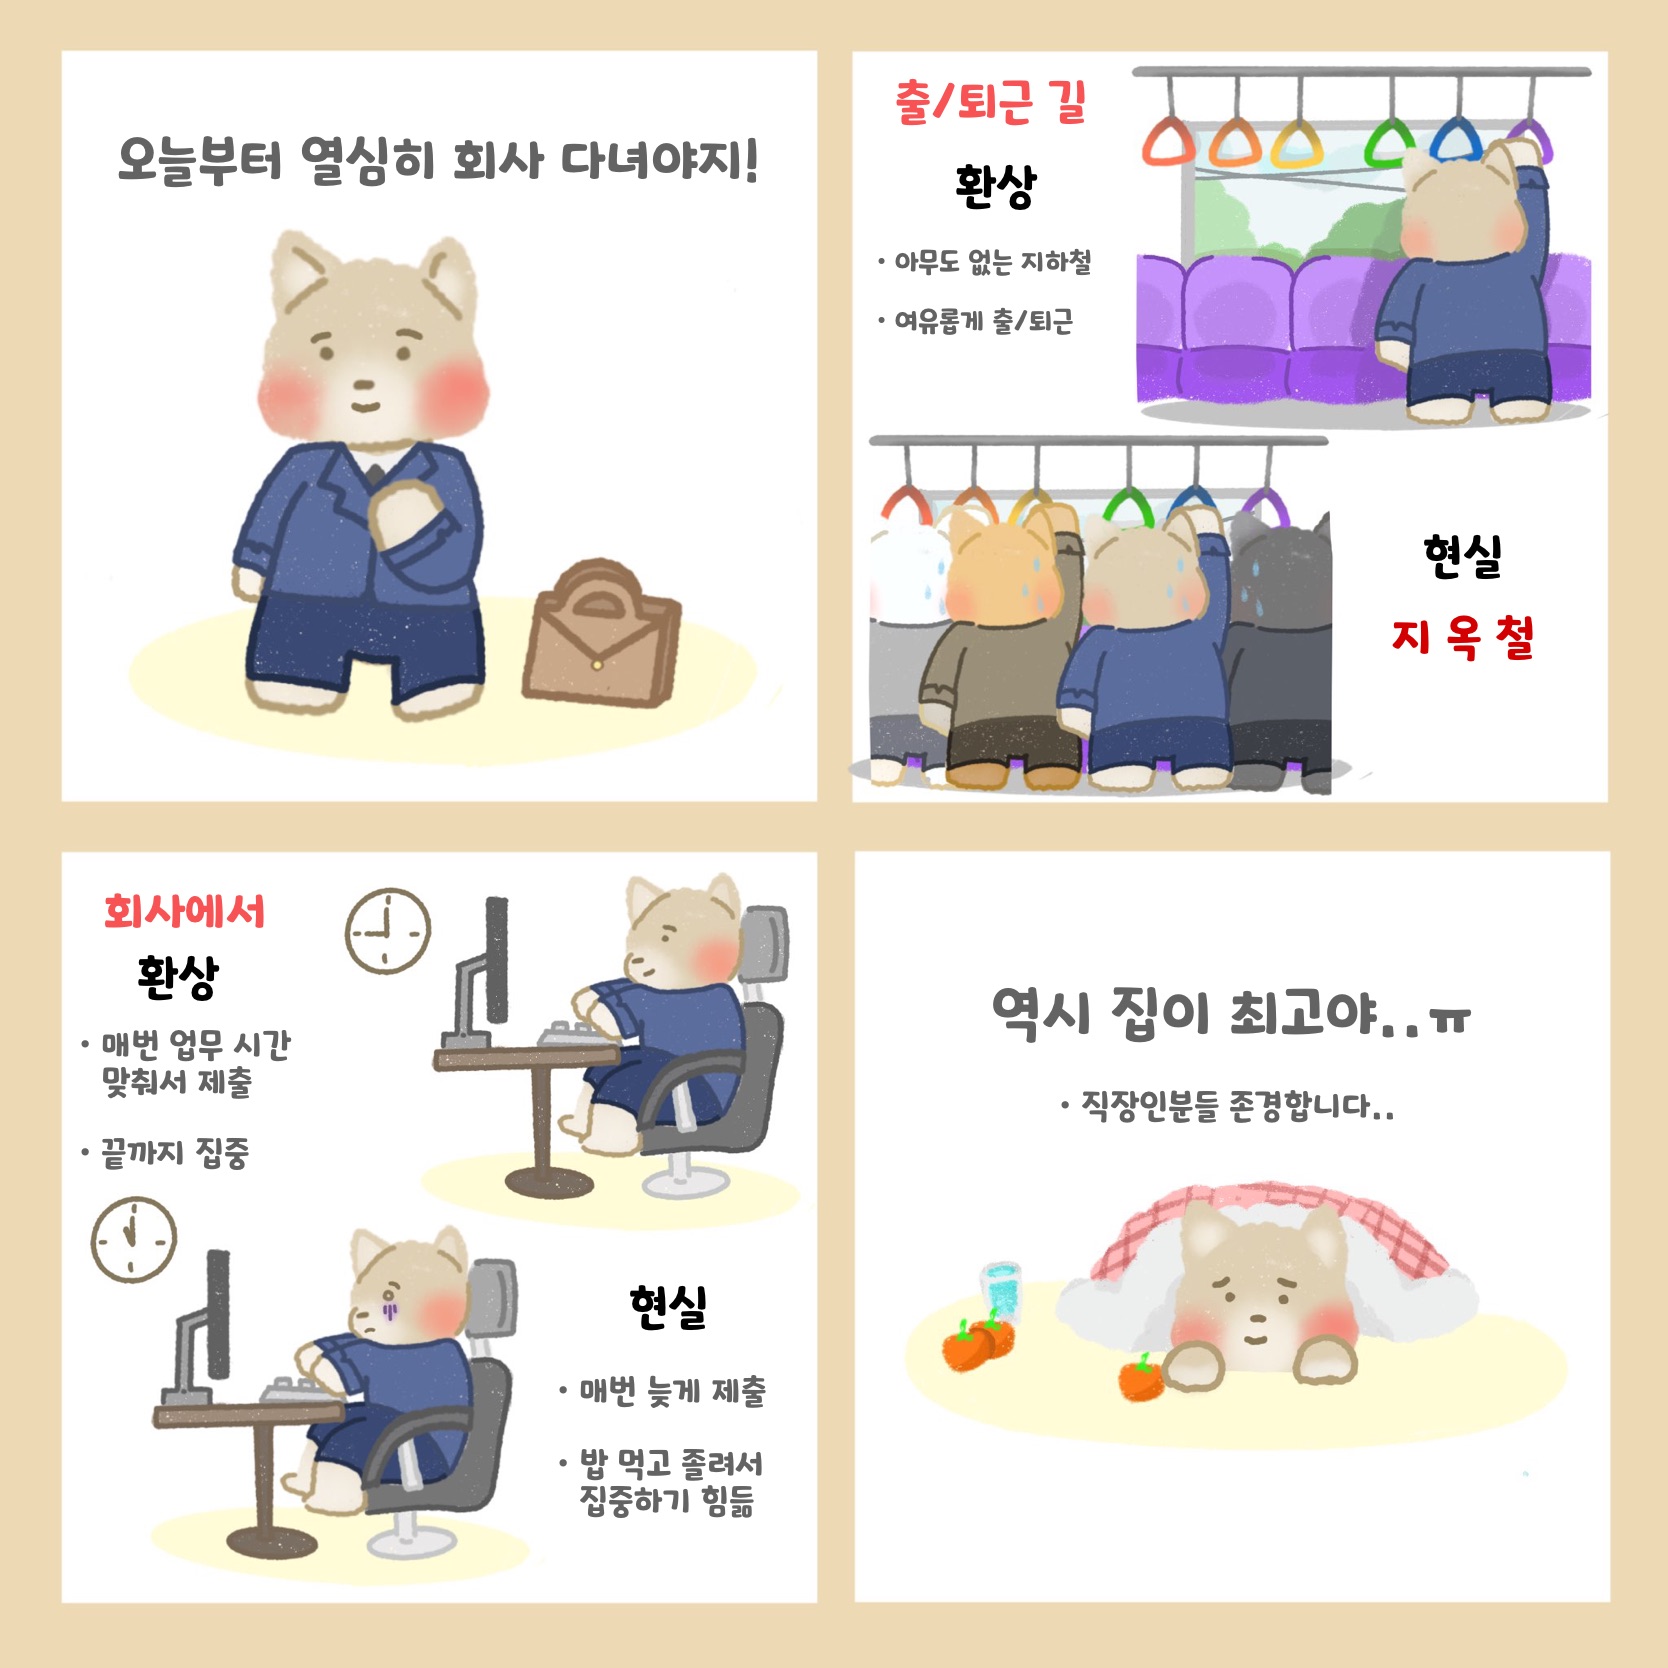 오늘부터 열심히 회사 다녀야지!
출/퇴근 길
환상
· 아무도 없는 지하철
· 여유롭게 출/퇴근
현실
지 옥 철
회사에서
환상
· 매번 업무 시간
맞춰서 제출
· 끝까지 집중
현실
· 매번 늦게 제출
· 밥 먹고 졸려서
집중하기 힘듦
역시 집이 최고야..ㅠ
· 직장인분들 존경합니다..